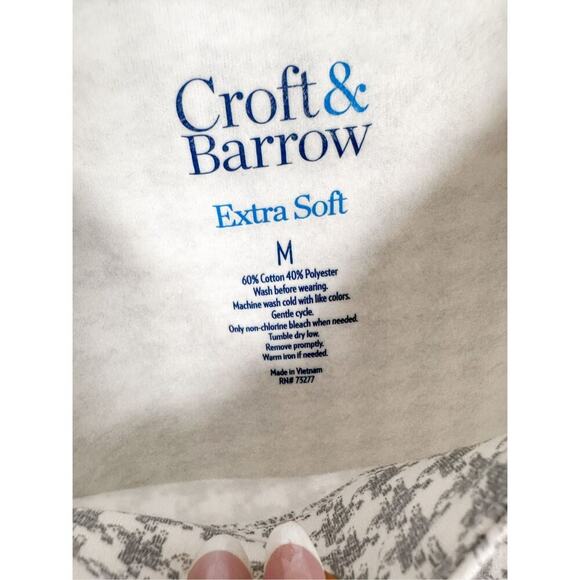 Croft &
Barrow
Extra Soft
M
60% Cotton 40% Polyester
Wash before wearing.
Machine wash cold with like colors.
Gentle cycle.
Only non-chlorine bleach when needed.
Tumble dry low.
Remove promptly.
Warm iron if needed.
Made in Vietnam
RN# 73277